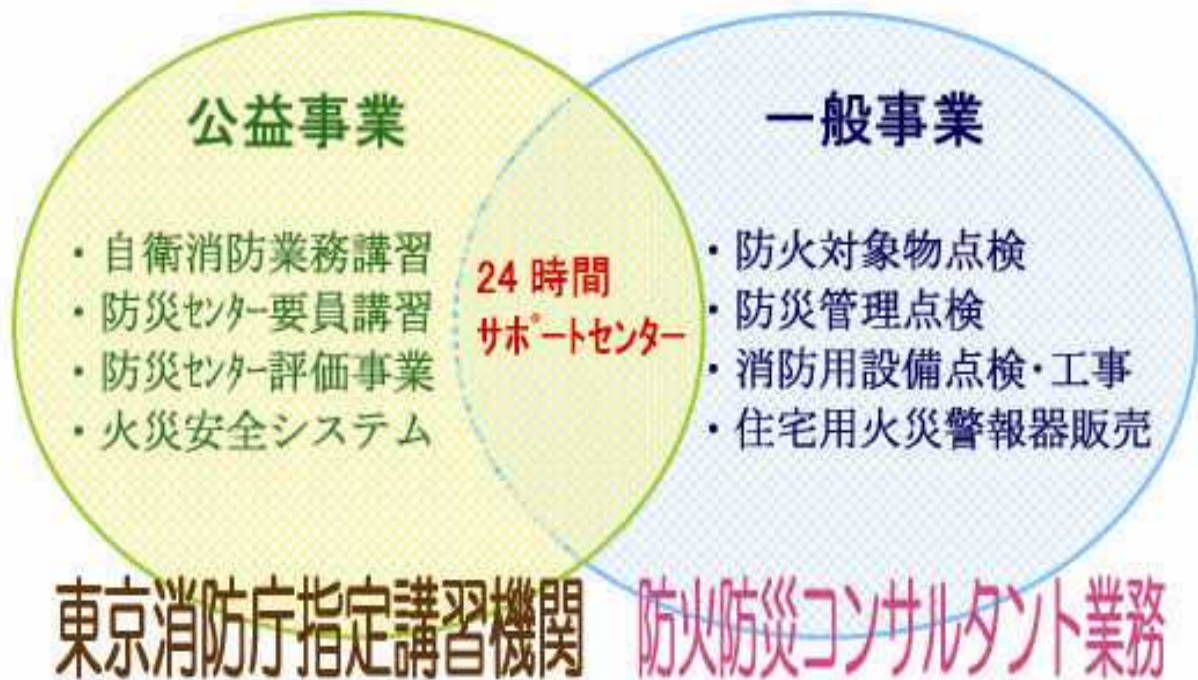 公益事業
・自衛消防業務講習
・防災センター要員講習
・防災センター評価事業
・火災安全システム
24時間
サポートセンター
一般事業
・防火対象物点検
・防災管理点検
・消防用設備点検・工事
・住宅用火災警報器販売
東京消防庁指定講習機関
防火防災コンサルタント業務